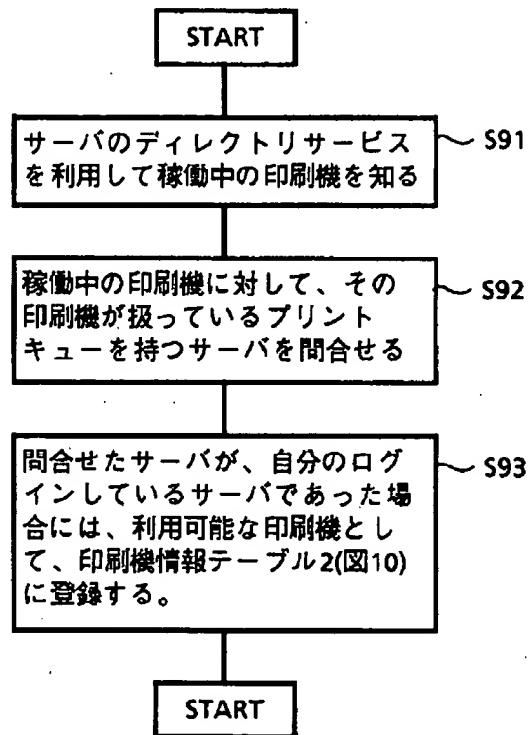 START
サーバのディレクトリサービス
を利用して稼働中の印刷機を知る
S91
稼働中の印刷機に対して、その
印刷機が扱っているプリント
キューを持つサーバを問合せる
S92
問合せたサーバが、自分のログ
インしているサーバであった場
合には、利用可能な印刷機とし
て、印刷機情報テーブル2(図10)
に登録する。
S93
START